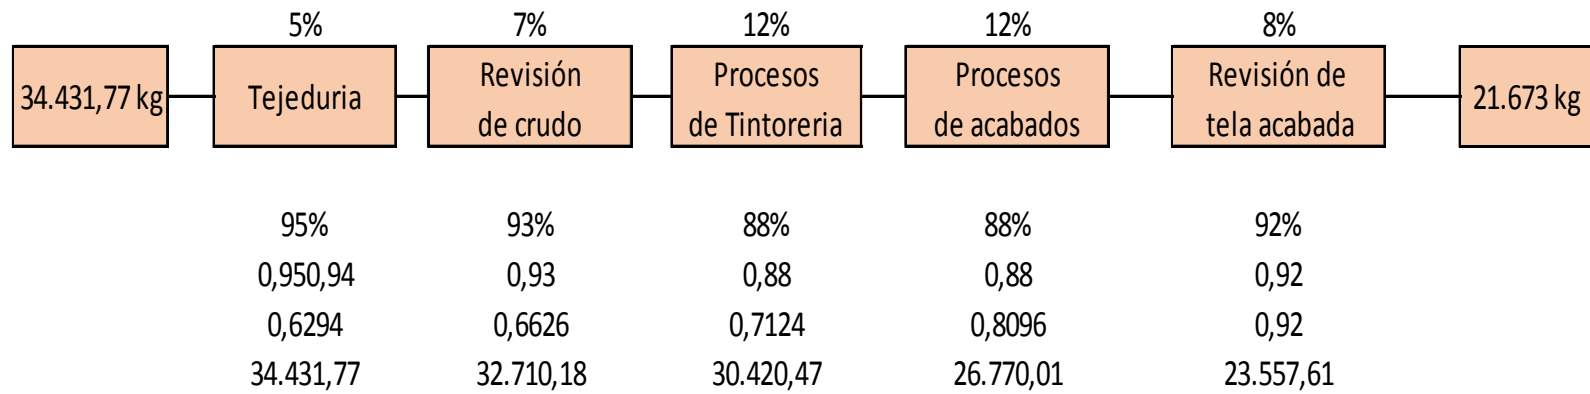 5% 7% 12% 12% 8%
34.431,77 kg
Tejeduria
Revisión
de crudo
Procesos
de Tintoreria
Procesos
de acabados
Revisión de
tela acabada
21.673 kg
95% 93% 88% 88% 92%
0,950,94 0,93 0,88 0,88 0,92
0,6294 0,6626 0,7124 0,8096 0,92
34.431,77 32.710,18 30.420,47 26.770,01 23.557,61